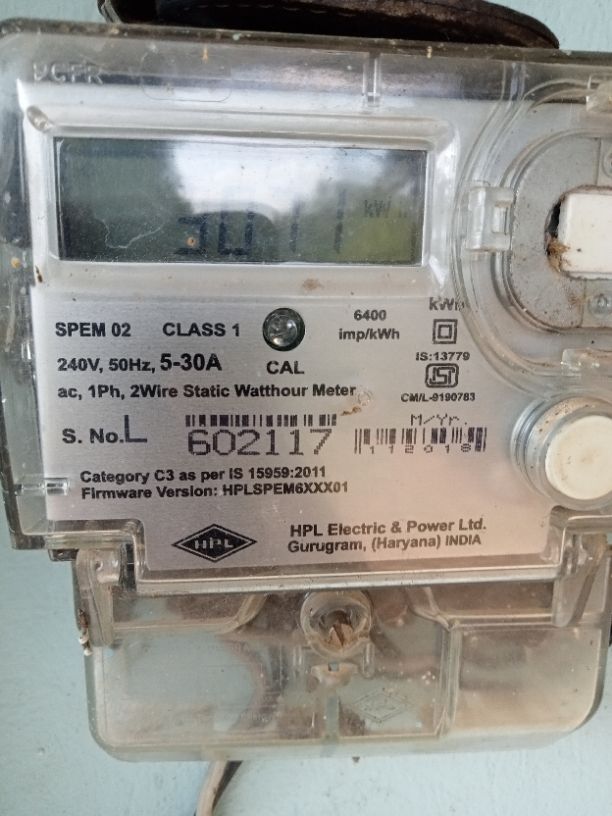 kWh
SPEM 02 CLASS 1
6400
imp/kWh
kWh
240V, 50Hz, 5-30A
CAL
IS:13779
ac, 1Ph, 2Wire Static Watthour Meter
CM/L-9190783
M/Yr.
S. No. L 602117
112018
Category C3 as per IS 15959:2011
Firmware Version: HPLSPEM6XXX01
HPL
HPL Electric & Power Ltd.
Gurugram, (Haryana) INDIA